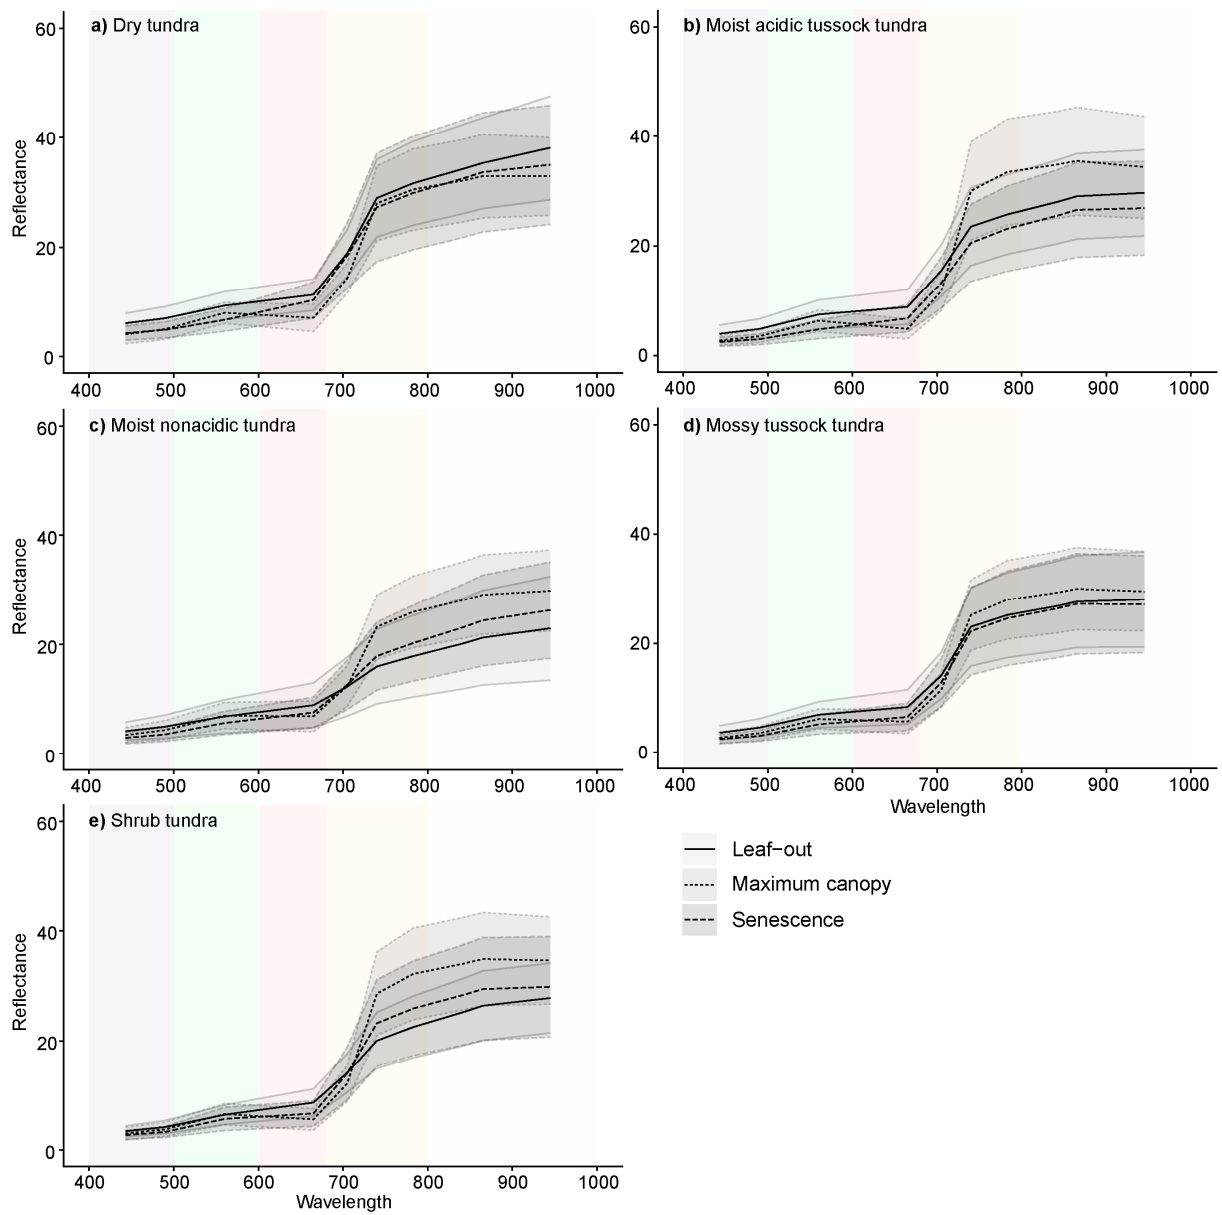 a) Dry tundra
60
40
20
0
Reflectance
400 500 600 700 800 900 1000
b) Moist acidic tussock tundra
60
40
20
0
400 500 600 700 800 900 1000
c) Moist nonacidic tundra
60
40
20
0
Reflectance
400 500 600 700 800 900 1000
d) Mossy tussock tundra
60
40
20
0
400 500 600 700 800 900 1000
Wavelength
e) Shrub tundra
60
40
20
0
Reflectance
400 500 600 700 800 900 1000
Wavelength
Leaf−out
Maximum canopy
Senescence